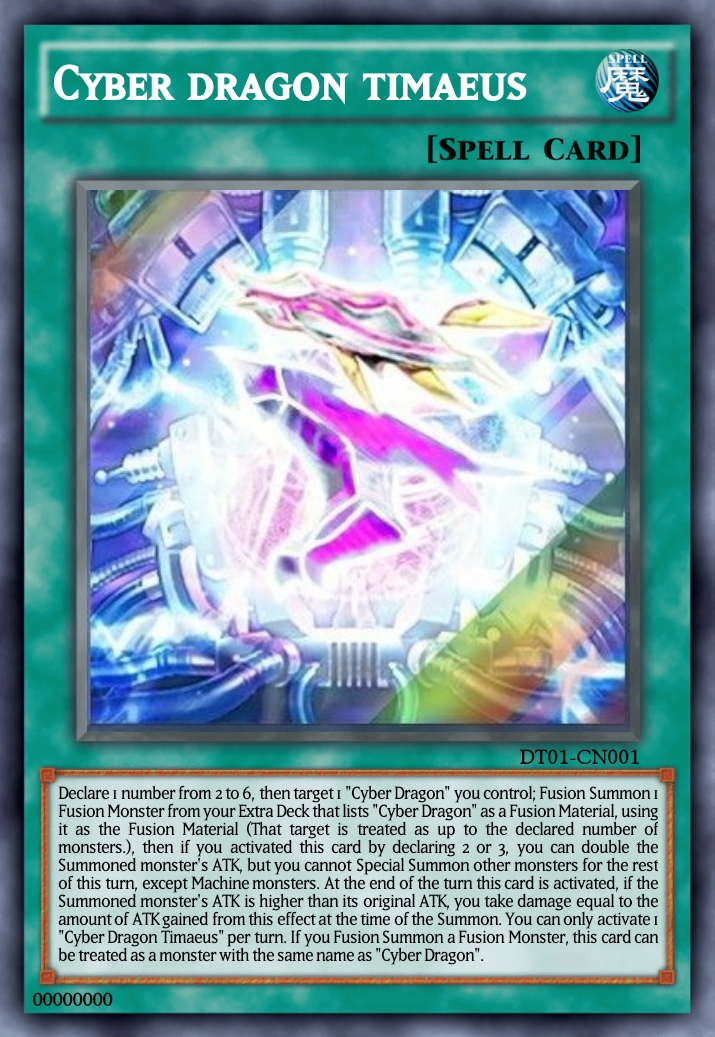 Cyber dragon timaeus
SPELL
魔
[Spell Card]
DT01-CN001
Declare 1 number from 2 to 6, then target 1 "Cyber Dragon" you control; Fusion Summon 1
Fusion Monster from your Extra Deck that lists "Cyber Dragon" as a Fusion Material, using
it as the Fusion Material (That target is treated as up to the declared number of
monsters.), then if you activated this card by declaring 2 or 3, you can double the
Summoned monster's ATK, but you cannot Special Summon other monsters for the rest
of this turn, except Machine monsters. At the end of the turn this card is activated, if the
Summoned monster's ATK is higher than its original ATK, you take damage equal to the
amount of ATK gained from this effect at the time of the Summon. You can only activate 1
"Cyber Dragon Timaeus" per turn. If you Fusion Summon a Fusion Monster, this card can
be treated as a monster with the same name as "Cyber Dragon".
00000000